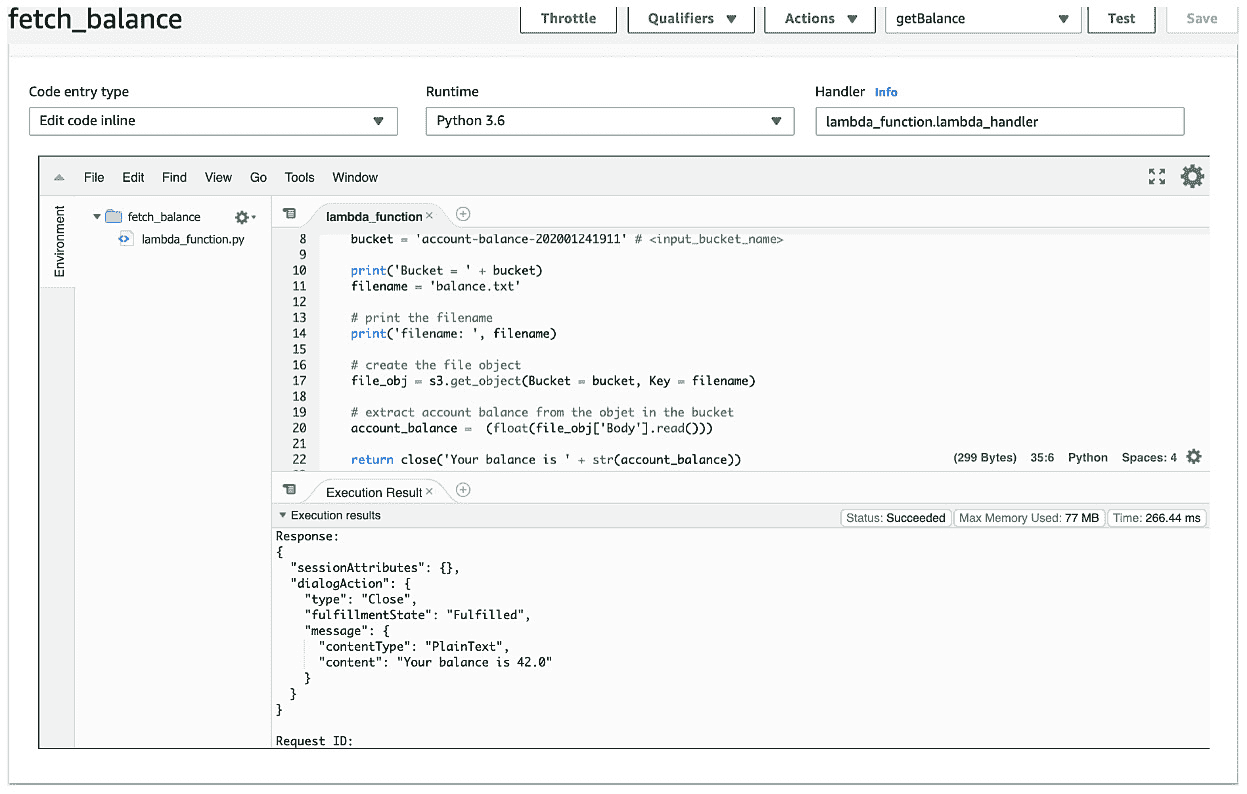 fetch_balance Throttle Qualifiers Actions getBalance Test Save
Code entry type Runtime Handler Info
Edit code inline Python 3.6 lambda_function.lambda_handler
File Edit Find View Go Tools Window
Environment
fetch_balance
lambda_function.py
lambda_function
8 bucket = 'account-balance-202001241911' # <input_bucket_name>
9
10 print('Bucket = ' + bucket)
11 filename = 'balance.txt'
12
13 # print the filename
14 print('filename: ', filename)
15
16 # create the file object
17 file_obj = s3.get_object(Bucket = bucket, Key = filename)
18
19 # extract account balance from the objet in the bucket
20 account_balance =  (float(file_obj['Body'].read()))
21
22 return close('Your balance is ' + str(account_balance))
(299 Bytes) 35:6 Python Spaces: 4
Execution Result
Execution results Status: Succeeded Max Memory Used: 77 MB Time: 266.44 ms
Response:
{
"sessionAttributes": {},
"dialogAction": {
"type": "Close",
"fulfillmentState": "Fulfilled",
"message": {
"contentType": "PlainText",
"content": "Your balance is 42.0"
}
}
}
Request ID: